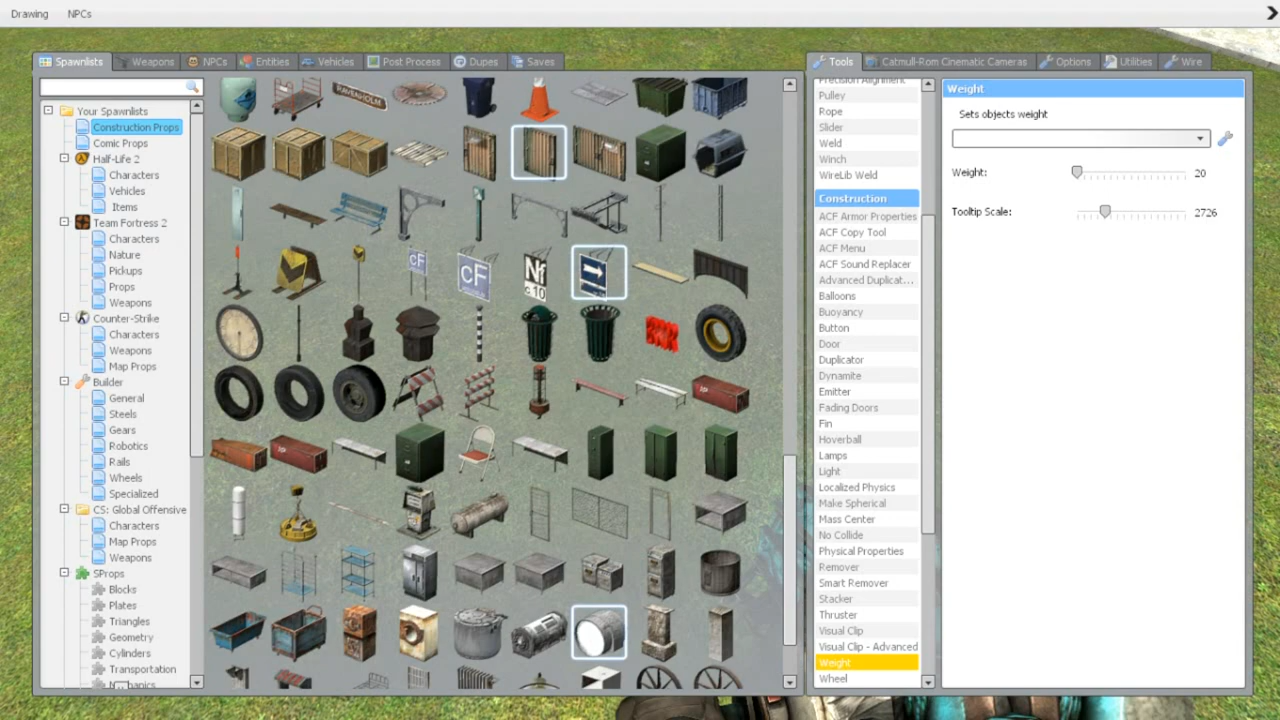 Drawing NPCs
Spawnlists Weapons NPCs Entities Vehicles Post Process Dupes Saves
Your Spawnlists
Construction Props
Comic Props
Half-Life 2
Characters
Vehicles
Items
Team Fortress 2
Characters
Nature
Pickups
Props
Weapons
Counter-Strike
Characters
Weapons
Map Props
Builder
General
Steels
Gears
Robotics
Rails
Wheels
Specialized
CS: Global Offensive
Characters
Map Props
Weapons
SProps
Blocks
Plates
Triangles
Geometry
Cylinders
Transportation
RAVENHOLM
cF
cF
Nf
c 10
Tools Catmull-Rom Cinematic Cameras Options Utilities Wire
Precision Alignment
Pulley
Rope
Slider
Weld
Winch
WireLib Weld
Construction
ACF Armor Properties
ACF Copy Tool
ACF Menu
ACF Sound Replacer
Advanced Duplicat...
Balloons
Buoyancy
Button
Door
Duplicator
Dynamite
Emitter
Fading Doors
Fin
Hoverball
Lamps
Light
Localized Physics
Make Spherical
Mass Center
No Collide
Physical Properties
Remover
Smart Remover
Stacker
Thruster
Visual Clip
Visual Clip - Advanced
Weight
Wheel
Weight
Sets objects weight
Weight: 20
Tooltip Scale: 2726